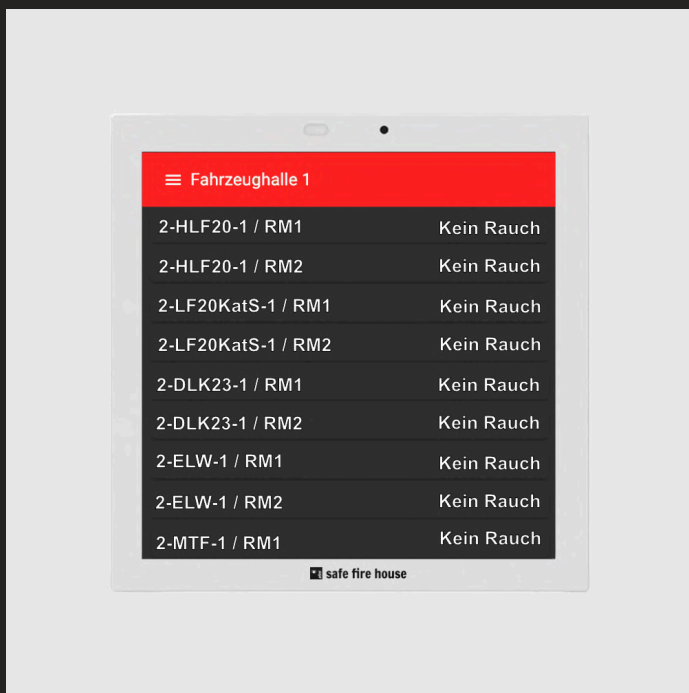 Fahrzeughalle 1
2-HLF20-1 / RM1 Kein Rauch
2-HLF20-1 / RM2 Kein Rauch
2-LF20KatS-1 / RM1 Kein Rauch
2-LF20KatS-1 / RM2 Kein Rauch
2-DLK23-1 / RM1 Kein Rauch
2-DLK23-1 / RM2 Kein Rauch
2-ELW-1 / RM1 Kein Rauch
2-ELW-1 / RM2 Kein Rauch
2-MTF-1 / RM1 Kein Rauch
safe fire house